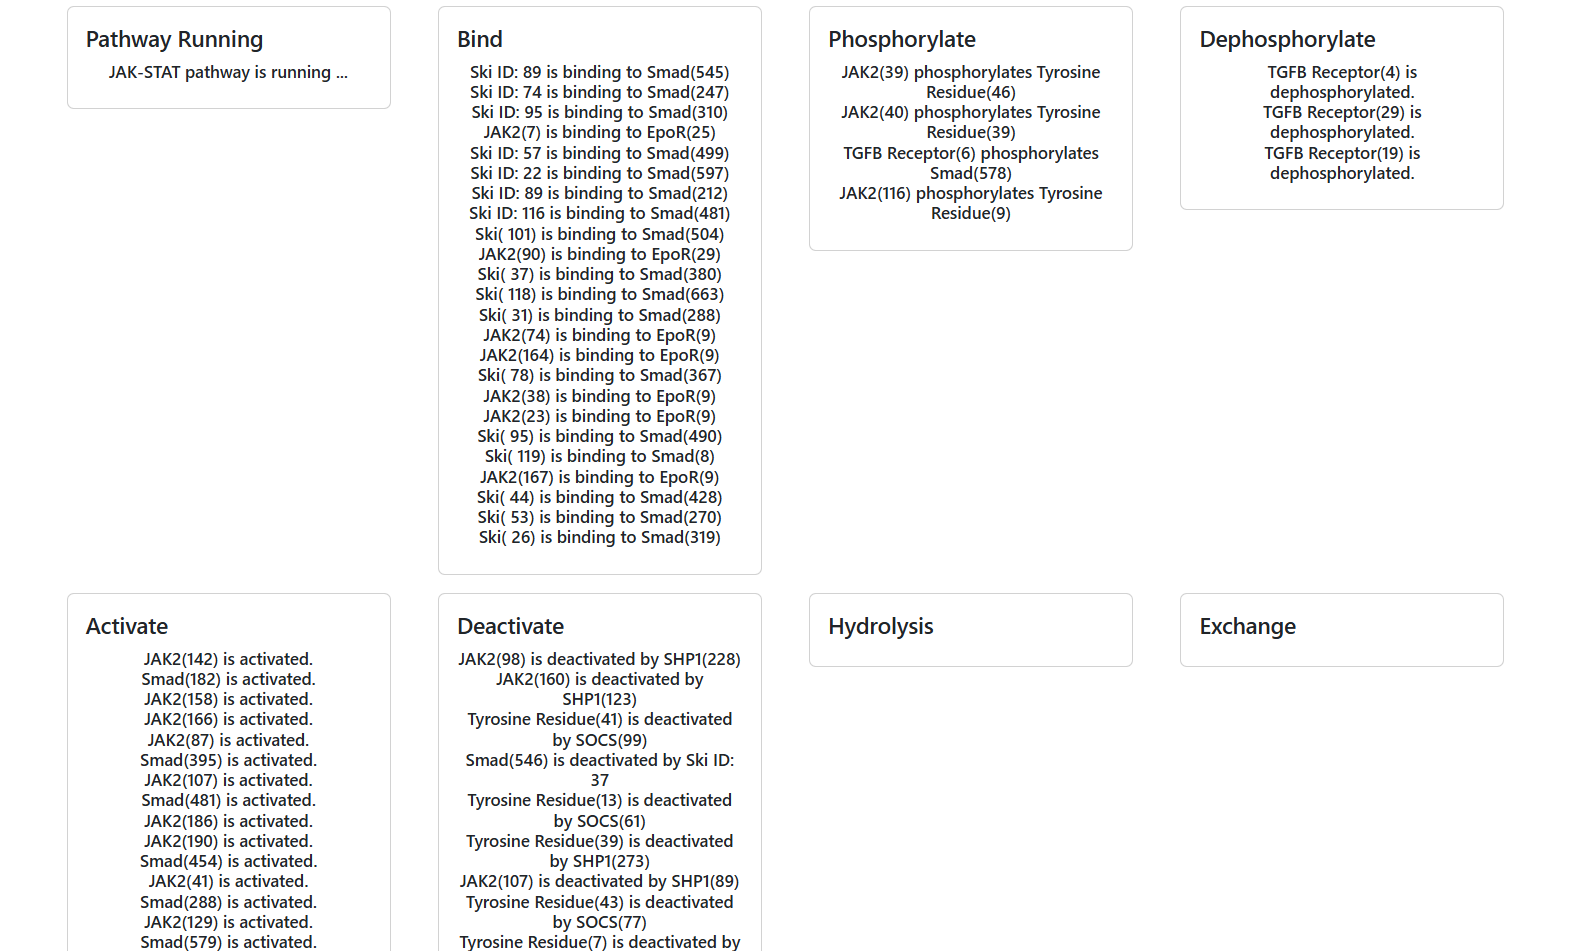 Pathway Running
JAK-STAT pathway is running ...
Bind
Ski ID: 89 is binding to Smad(545)
Ski ID: 74 is binding to Smad(247)
Ski ID: 95 is binding to Smad(310)
JAK2(7) is binding to EpoR(25)
Ski ID: 57 is binding to Smad(499)
Ski ID: 22 is binding to Smad(597)
Ski ID: 89 is binding to Smad(212)
Ski ID: 116 is binding to Smad(481)
Ski( 101) is binding to Smad(504)
JAK2(90) is binding to EpoR(29)
Ski( 37) is binding to Smad(380)
Ski( 118) is binding to Smad(663)
Ski( 31) is binding to Smad(288)
JAK2(74) is binding to EpoR(9)
JAK2(164) is binding to EpoR(9)
Ski( 78) is binding to Smad(367)
JAK2(38) is binding to EpoR(9)
JAK2(23) is binding to EpoR(9)
Ski( 95) is binding to Smad(490)
Ski( 119) is binding to Smad(8)
JAK2(167) is binding to EpoR(9)
Ski( 44) is binding to Smad(428)
Ski( 53) is binding to Smad(270)
Ski( 26) is binding to Smad(319)
Phosphorylate
JAK2(39) phosphorylates Tyrosine
Residue(46)
JAK2(40) phosphorylates Tyrosine
Residue(39)
TGFB Receptor(6) phosphorylates
Smad(578)
JAK2(116) phosphorylates Tyrosine
Residue(9)
Dephosphorylate
TGFB Receptor(4) is
dephosphorylated.
TGFB Receptor(29) is
dephosphorylated.
TGFB Receptor(19) is
dephosphorylated.
Activate
JAK2(142) is activated.
Smad(182) is activated.
JAK2(158) is activated.
JAK2(166) is activated.
JAK2(87) is activated.
Smad(395) is activated.
JAK2(107) is activated.
Smad(481) is activated.
JAK2(186) is activated.
JAK2(190) is activated.
Smad(454) is activated.
JAK2(41) is activated.
Smad(288) is activated.
JAK2(129) is activated.
Smad(579) is activated.
Deactivate
JAK2(98) is deactivated by SHP1(228)
JAK2(160) is deactivated by
SHP1(123)
Tyrosine Residue(41) is deactivated
by SOCS(99)
Smad(546) is deactivated by Ski ID:
37
Tyrosine Residue(13) is deactivated
by SOCS(61)
Tyrosine Residue(39) is deactivated
by SHP1(273)
JAK2(107) is deactivated by SHP1(89)
Tyrosine Residue(43) is deactivated
by SOCS(77)
Tyrosine Residue(7) is deactivated by
Hydrolysis
Exchange